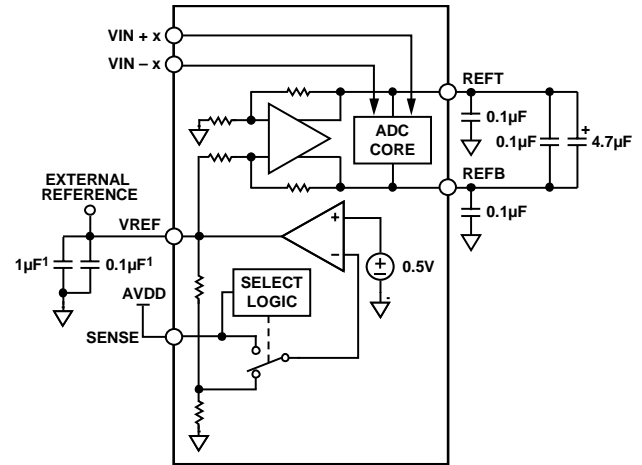 VIN + x
VIN – x
REFT
0.1µF
ADC
CORE
0.1µF
+
4.7µF
EXTERNAL
REFERENCE
REFB
VREF
0.1µF
+
–
0.5V
1µF1
0.1µF1
SELECT
LOGIC
AVDD
SENSE